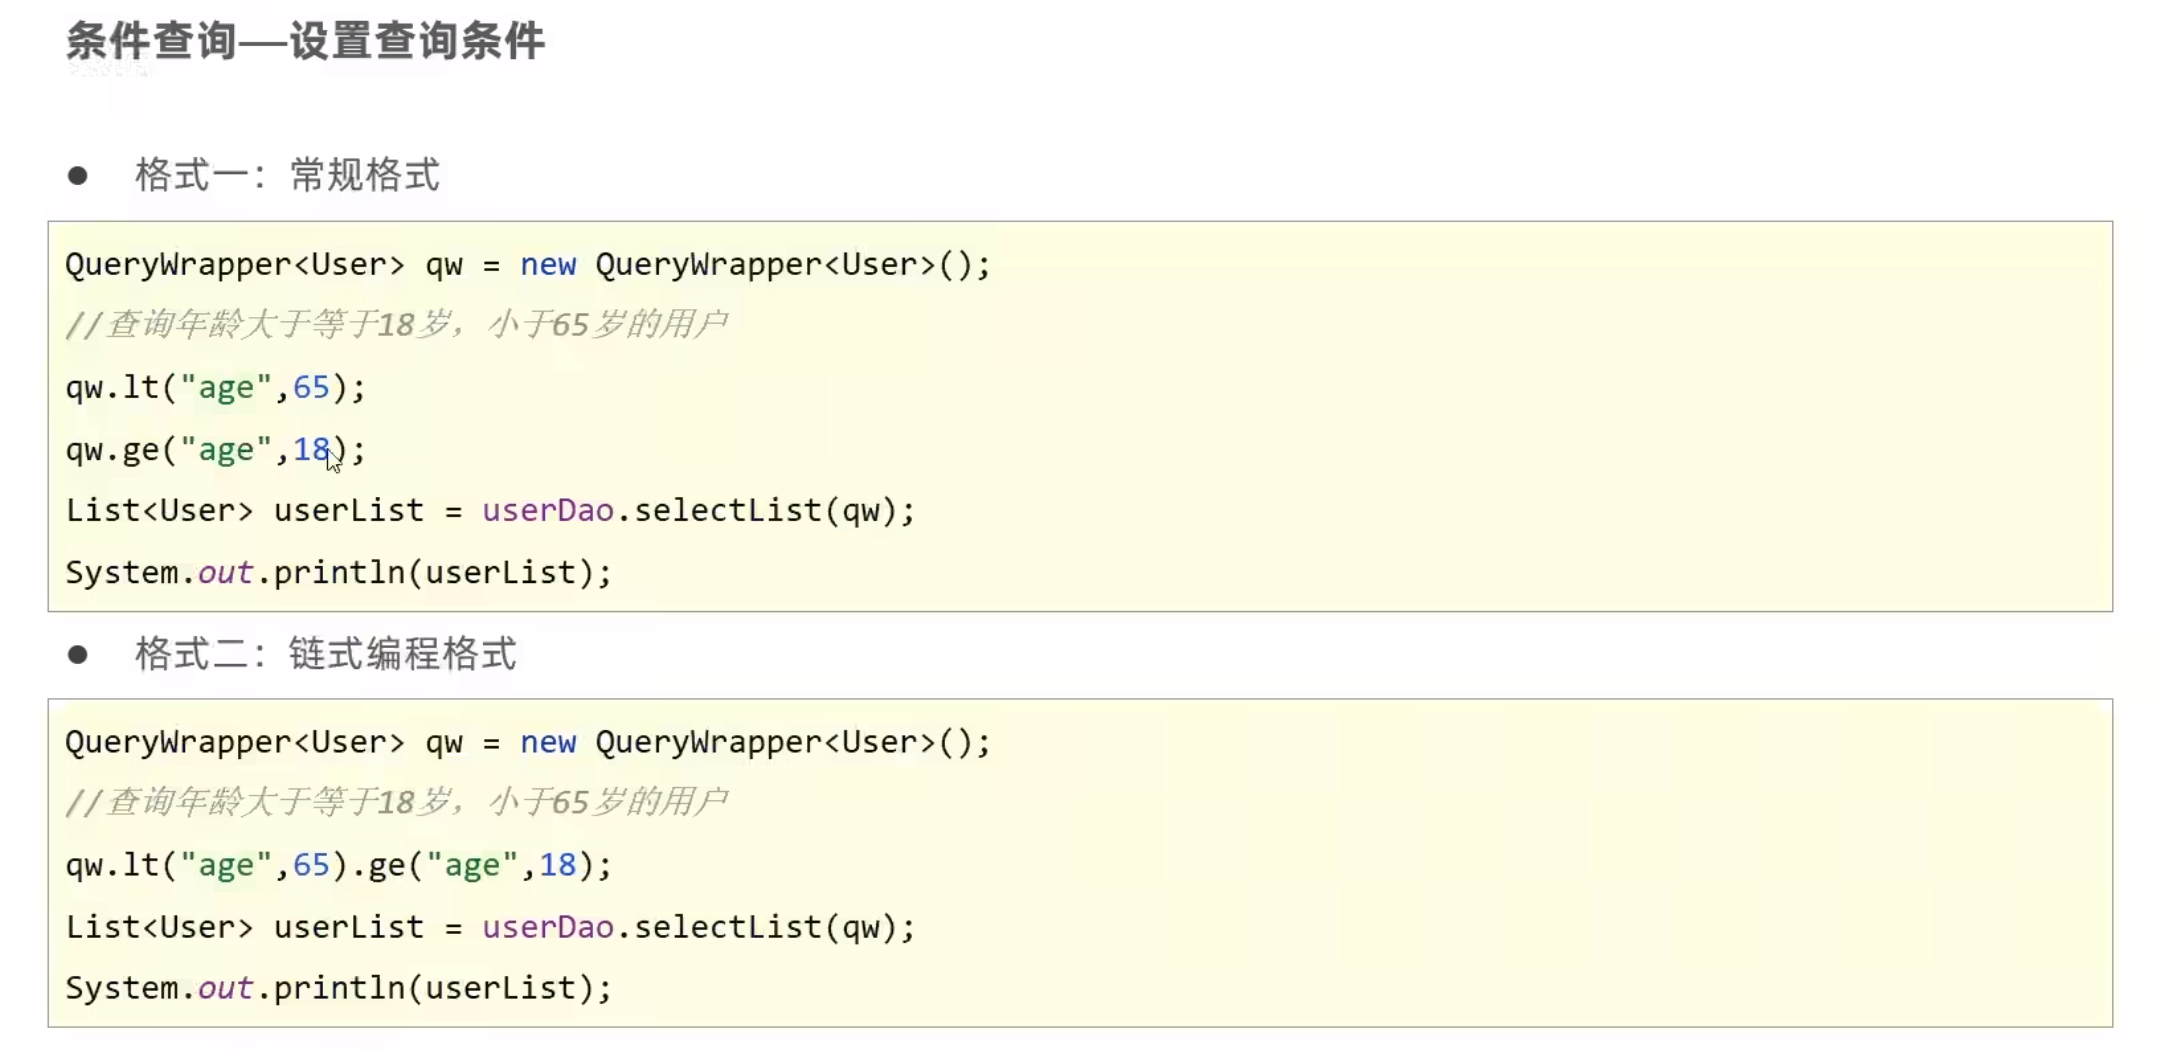 条件查询——设置查询条件
● 格式一：常规格式
QueryWrapper<User> qw = new QueryWrapper<User>();
//查询年龄大于等于18岁，小于65岁的用户
qw.lt("age",65);
qw.ge("age",18);
List<User> userList = userDao.selectList(qw);
System.out.println(userList);
● 格式二：链式编程格式
QueryWrapper<User> qw = new QueryWrapper<User>();
//查询年龄大于等于18岁，小于65岁的用户
qw.lt("age",65).ge("age",18);
List<User> userList = userDao.selectList(qw);
System.out.println(userList);